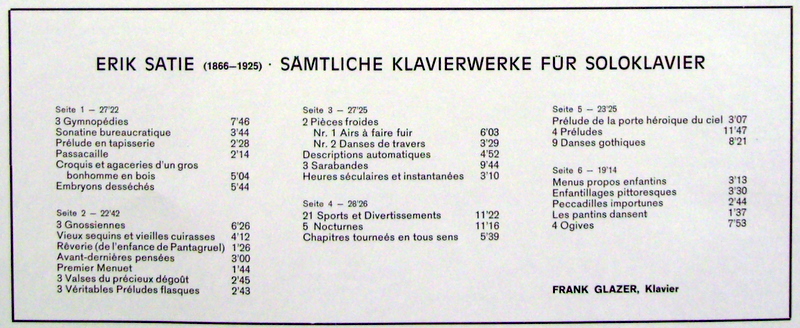 ERIK SATIE (1866–1925) · SÄMTLICHE KLAVIERWERKE FÜR SOLOKLAVIER
Seite 1 – 27'22
3 Gymnopédies 7'46
Sonatine bureaucratique 3'44
Prélude en tapisserie 2'28
Passacaille 2'14
Croquis et agaceries d'un gros
bonhomme en bois 5'04
Embryons desséchés 5'44
Seite 2 – 22'42
3 Gnossiennes 6'26
Vieux sequins et vieilles cuirasses 4'12
Rêverie (de l'enfance de Pantagruel) 1'26
Avant-dernières pensées 3'00
Premier Menuet 1'44
3 Valses du précieux dégoût 2'45
3 Véritables Préludes flasques 2'43
Seite 3 – 27'25
2 Pièces froides
Nr. 1 Airs à faire fuir 6'03
Nr. 2 Danses de travers 3'29
Descriptions automatiques 4'52
3 Sarabandes 9'44
Heures séculaires et instantanées 3'10
Seite 4 – 28'26
21 Sports et Divertissements 11'22
5 Nocturnes 11'16
Chapitres tourneés en tous sens 5'39
Seite 5 – 23'25
Prélude de la porte héroique du ciel 3'07
4 Préludes 11'47
9 Danses gothiques 8'21
Seite 6 – 19'14
Menus propos enfantins 3'13
Enfantillages pittoresques 3'30
Peccadilles importunes 2'44
Les pantins dansent 1'37
4 Ogives 7'53
FRANK GLAZER, Klavier